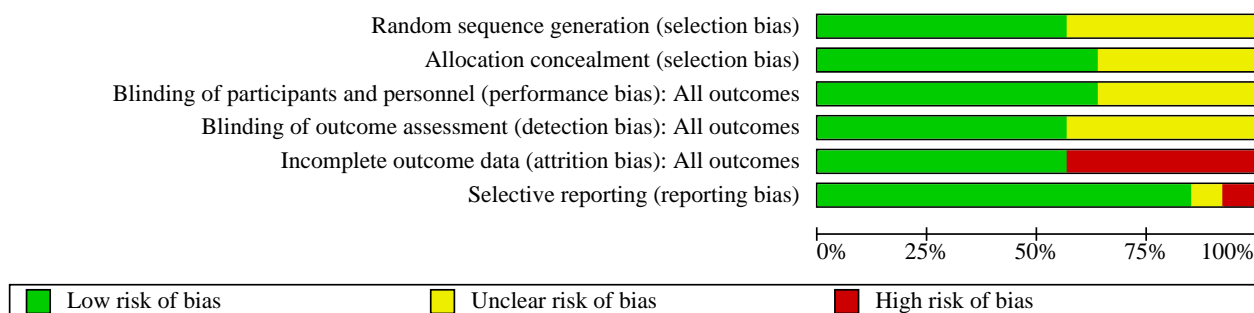 Random sequence generation (selection bias)
Allocation concealment (selection bias)
Blinding of participants and personnel (performance bias): All outcomes
Blinding of outcome assessment (detection bias): All outcomes
Incomplete outcome data (attrition bias): All outcomes
Selective reporting (reporting bias)
0% 25% 50% 75% 100%
Low risk of bias Unclear risk of bias High risk of bias